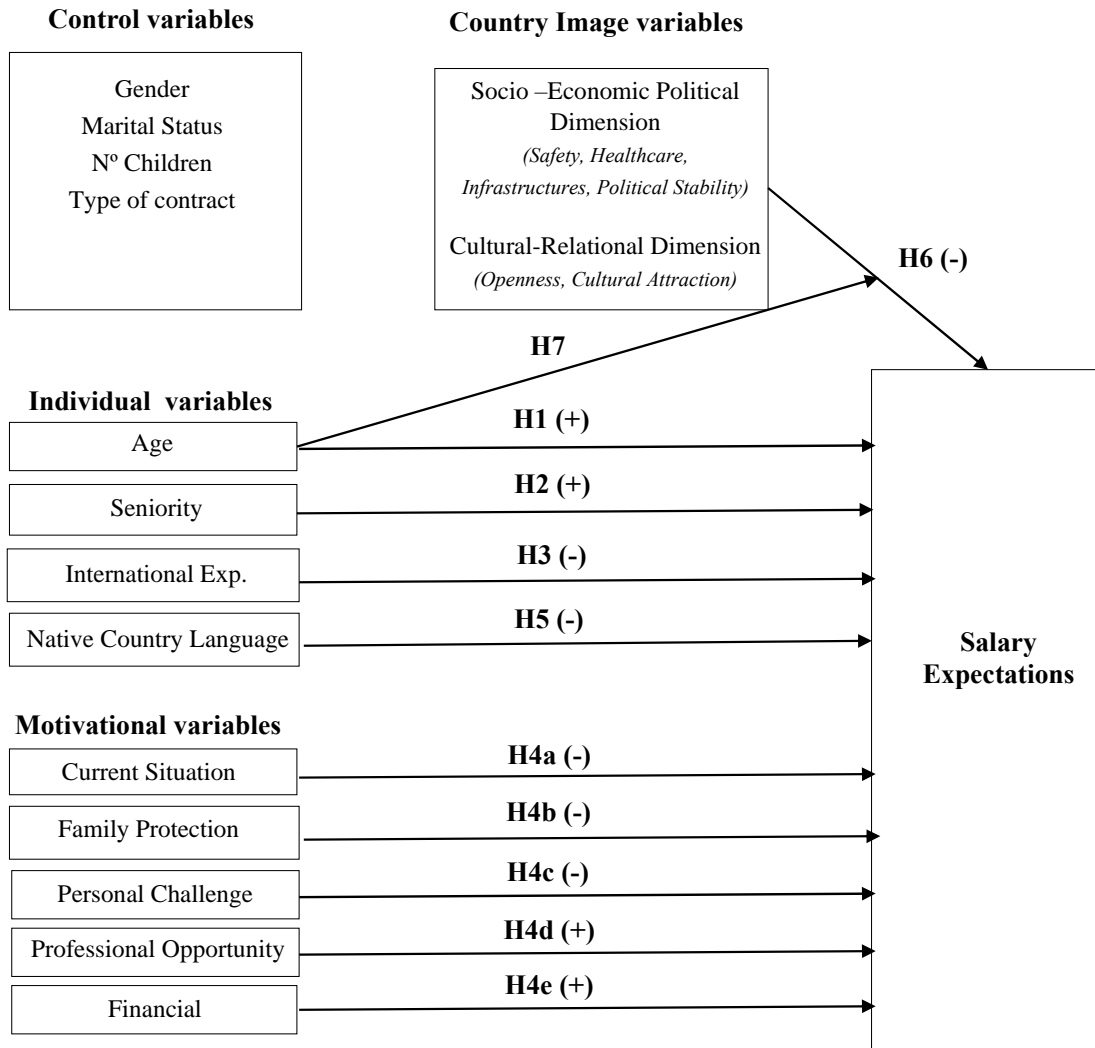 Control variables
Gender
Marital Status
Nº Children
Type of contract
Country Image variables
Socio –Economic Political
Dimension
(Safety, Healthcare,
Infrastructures, Political Stability)
Cultural-Relational Dimension
(Openness, Cultural Attraction)
H6 (-)
H7
Individual variables
Age
H1 (+)
Seniority
H2 (+)
International Exp.
H3 (-)
Native Country Language
H5 (-)
Salary
Expectations
Motivational variables
Current Situation
H4a (-)
Family Protection
H4b (-)
Personal Challenge
H4c (-)
Professional Opportunity
H4d (+)
Financial
H4e (+)